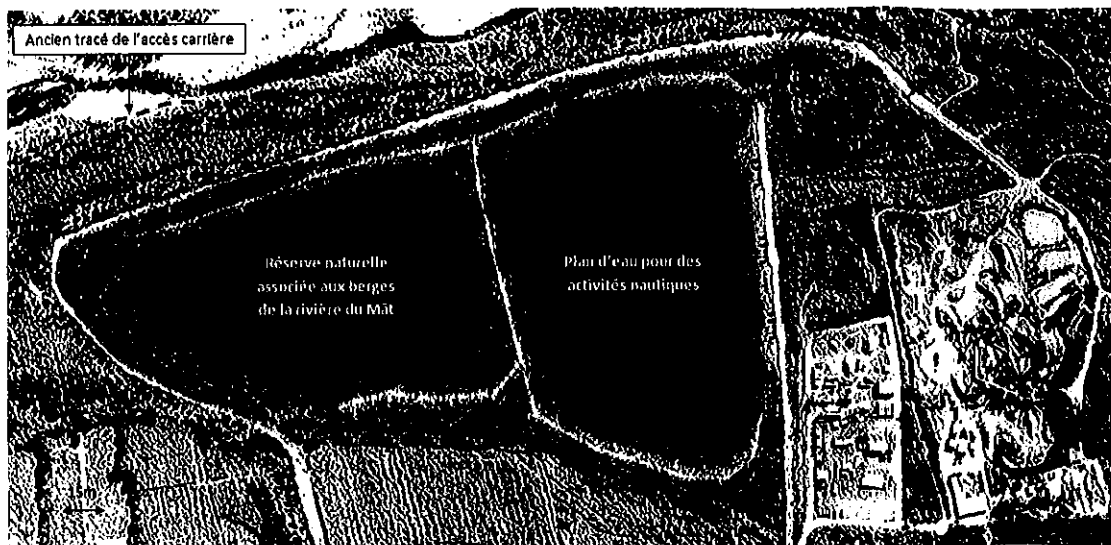 Ancien tracé de l'accès carrière
Réserve naturelle
associée aux berges
de la rivière du Mât
Plan d'eau pour des
activités nautiques